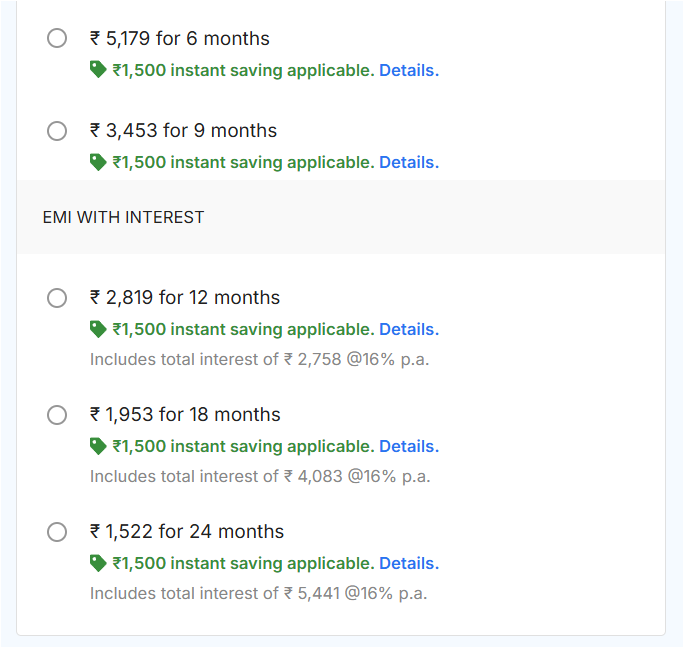 ₹ 5,179 for 6 months
₹1,500 instant saving applicable. Details.
₹ 3,453 for 9 months
₹1,500 instant saving applicable. Details.
EMI WITH INTEREST
₹ 2,819 for 12 months
₹1,500 instant saving applicable. Details.
Includes total interest of ₹ 2,758 @16% p.a.
₹ 1,953 for 18 months
₹1,500 instant saving applicable. Details.
Includes total interest of ₹ 4,083 @16% p.a.
₹ 1,522 for 24 months
₹1,500 instant saving applicable. Details.
Includes total interest of ₹ 5,441 @16% p.a.